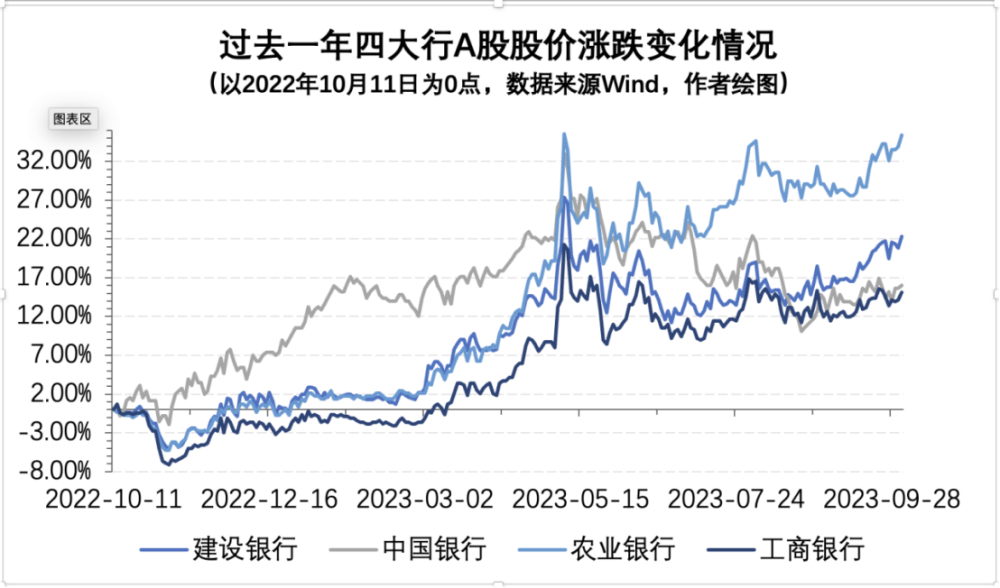 过去一年四大行A股股价涨跌变化情况
（以2022年10月11日为0点，数据来源Wind，作者绘图）
图表区
32.00%
27.00%
22.00%
17.00%
12.00%
7.00%
2.00%
-3.00%
-8.00%
2022-10-11 2022-12-16 2023-03-02 2023-05-15 2023-07-24 2023-09-28
建设银行 中国银行 农业银行 工商银行